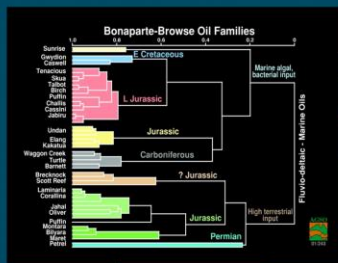 Bonaparte-Browse Oil Families
1.0 0.8 0.6 0.4 0.2 0
Sunrise
E Cretaceous
Gwydion
Caswell
Marine algal,
bacterial input
Tenacious
Skua
Talbot
Birch
Puffin
Challis
Cassini
Jabiru
L Jurassic
Undan
Elang
Kakatua
Jurassic
Waggon Creek
Turtle
Barnett
Carboniferous
Fluvio-deltaic - Marine Oils
Brecknock
Scott Reef
? Jurassic
Laminaria
Corallina
Jahal
Oliver
Puffin
Montara
Bilyara
Maret
Jurassic
High terrestrial
input
Petrel
Permian
AGSO